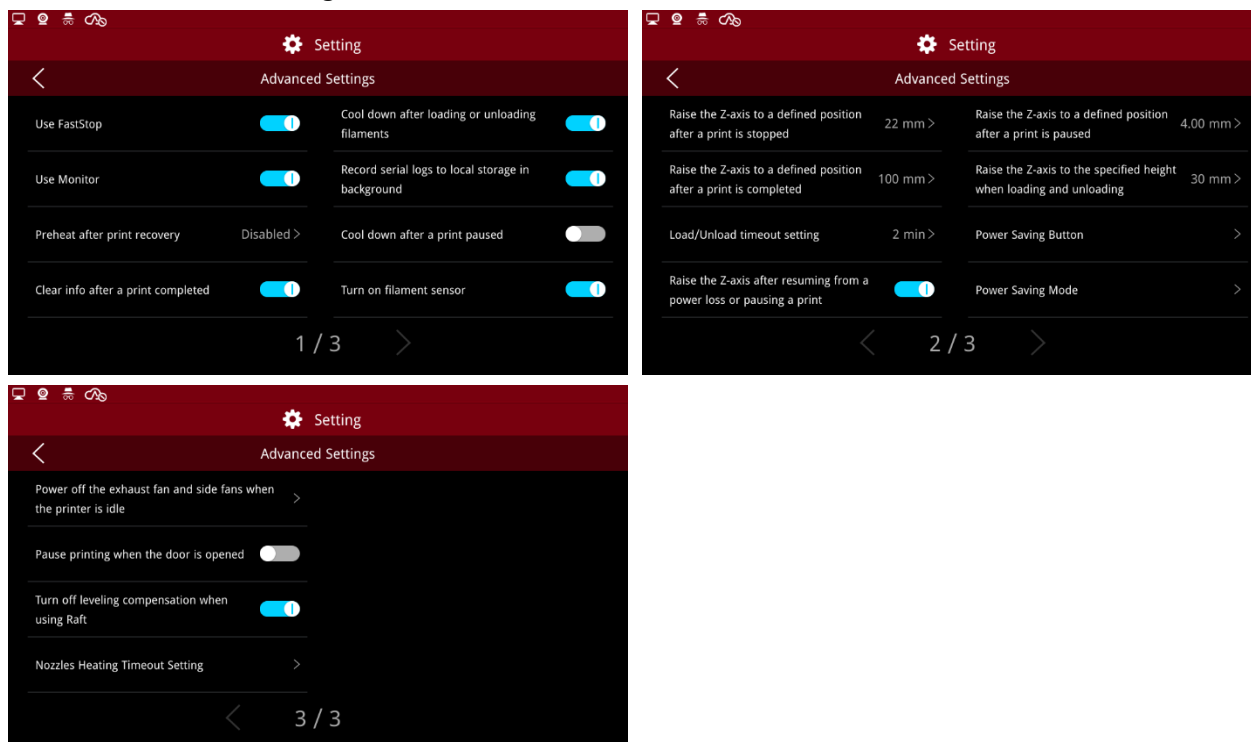 Setting
Advanced Settings
Use FastStop
Cool down after loading or unloading
filaments
Use Monitor
Record serial logs to local storage in
background
Preheat after print recovery
Disabled >
Cool down after a print paused
Clear info after a print completed
Turn on filament sensor
1 / 3
Setting
Advanced Settings
Raise the Z-axis to a defined position
after a print is stopped
22 mm >
Raise the Z-axis to a defined position
after a print is paused
4.00 mm >
Raise the Z-axis to a defined position
after a print is completed
100 mm >
Raise the Z-axis to the specified height
when loading and unloading
30 mm >
Load/Unload timeout setting
2 min >
Power Saving Button
Raise the Z-axis after resuming from a
power loss or pausing a print
Power Saving Mode
2 / 3
Setting
Advanced Settings
Power off the exhaust fan and side fans when
the printer is idle
Pause printing when the door is opened
Turn off leveling compensation when
using Raft
Nozzles Heating Timeout Setting
3 / 3